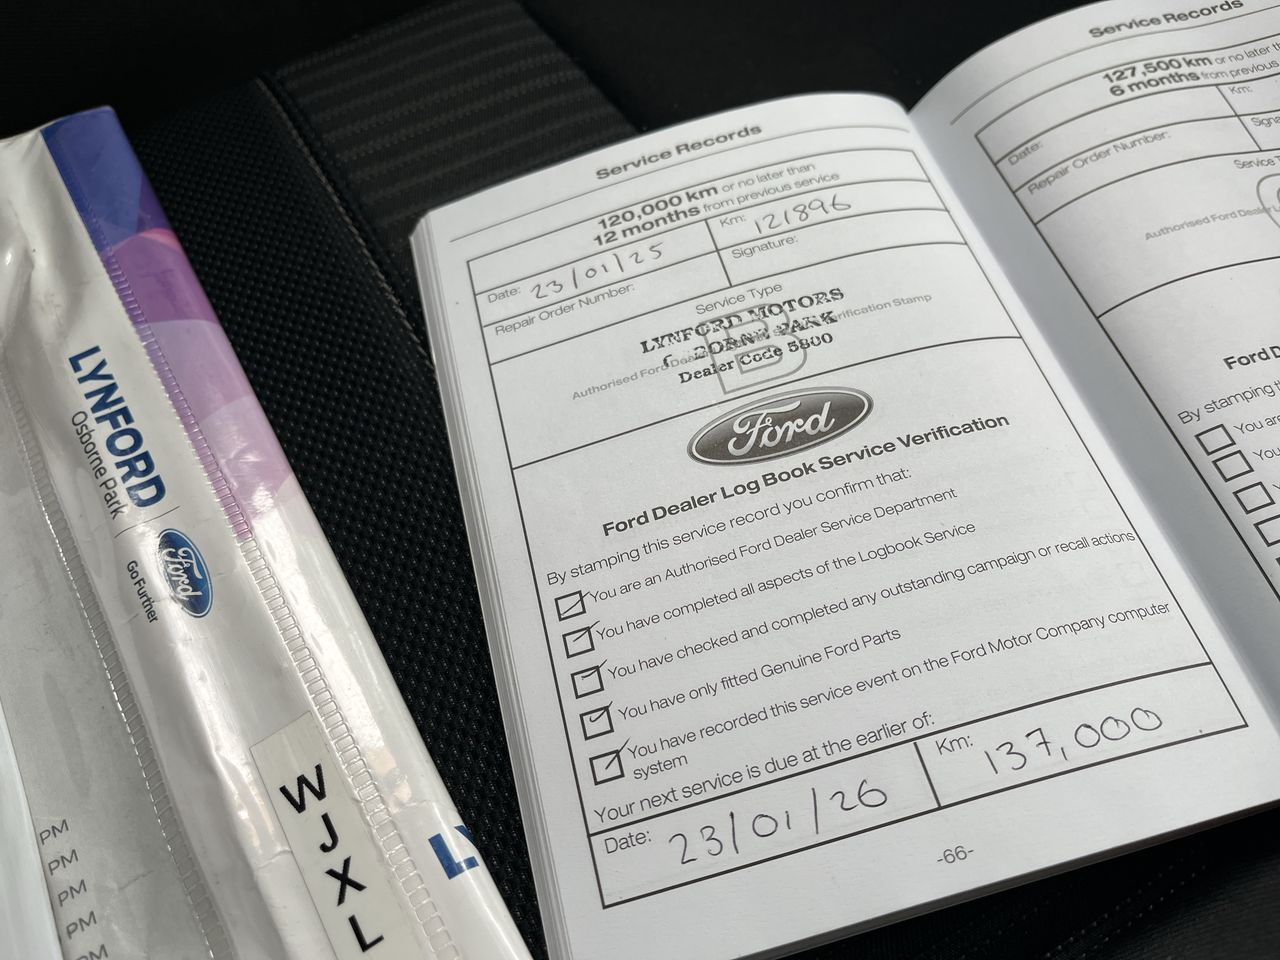 LYNFORD
Osborne Park
Ford
Go Further
W
J
X
L
PM
PM
PM
PM
PM
Service Records
120,000 km or no later than
12 months from previous service
Date: 23/01/25
Km: 121896
Repair Order Number:
Signature:
Service Type
B
LYNFORD MOTORS
PARK
Dealer Code 5800
Authorised Ford Verification Stamp
Ford
Ford Dealer Log Book Service Verification
By stamping this service record you confirm that:
You are an Authorised Ford Dealer Service Department
You have completed all aspects of the Logbook Service
You have checked and completed any outstanding campaign or recall actions
You have only fitted Genuine Ford Parts
You have recorded this service event on the Ford Motor Company computer
system
Your next service is due at the earlier of:
Date: 23/01/26
Km: 137,000
-66-
Service Records
127,500 km or no later
6 months from previous
Date:
Km:
Repair Order Number:
Service
Authorised Ford Dealer
Ford
By stamping
You are
You